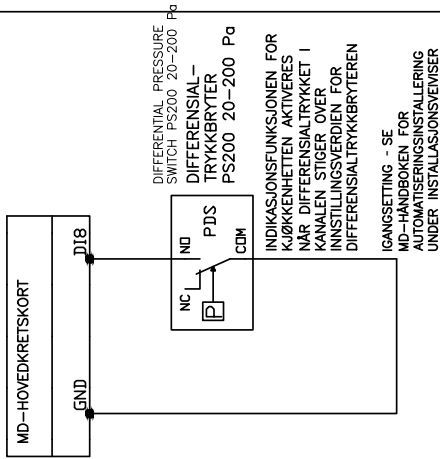 DIFFERENTIAL PRESSURE
SWITCH PS200 20-200 Pa
DIFFERENSIAL-
TRYKKBRYTER
PS200 20-200 Pa
MD-HOVEDKRETSKORT
GND
DI8
NC
NO
P
PDS
COM
INDIKASJONSFUNKSJONEN FOR
KJØKKENHETTEN AKTIVERES
NÅR DIFFERENSIALTRYKKET I
KANALEN STIGER OVER
INNSTILLINGSVERDIEN FOR
DIFFERENSIALTRYKKBRYTEREN
IGANGSETTING - SE
MD-HÅNDBOKEN FOR
AUTOMATISERINGSINSTALLERING
UNDER INSTALLASJONSVEIVISER